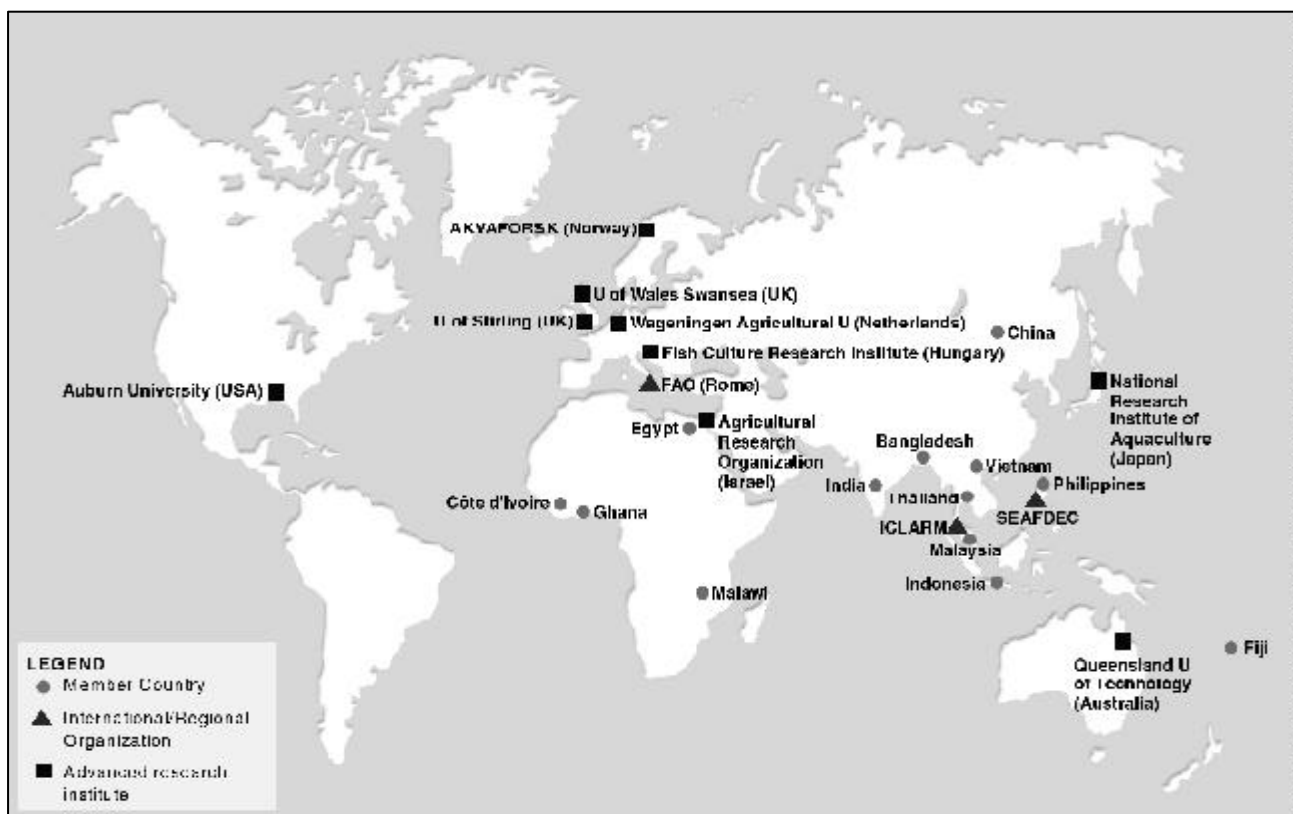 AKVAFORSK (Norway)
U of Wales Swansea (UK)
U of Stirling (UK)
Wageningen Agricultural U (Netherlands)
China
Fish Culture Research Institute (Hungary)
FAO (Rome)
Auburn University (USA)
National
Research
Institute of
Aquaculture
(Japan)
Egypt
Agricultural
Research
Organization
(Israel)
Bangladesh
Vietnam
India
Thailand
Philippines
SEAFDEC
Côte d'Ivoire
Ghana
ICLARM
Malaysia
Malawi
Indonesia
Fiji
Queensland U
of Technology
(Australia)
LEGEND
Member Country
International/Regional
Organization
Advanced research
institute